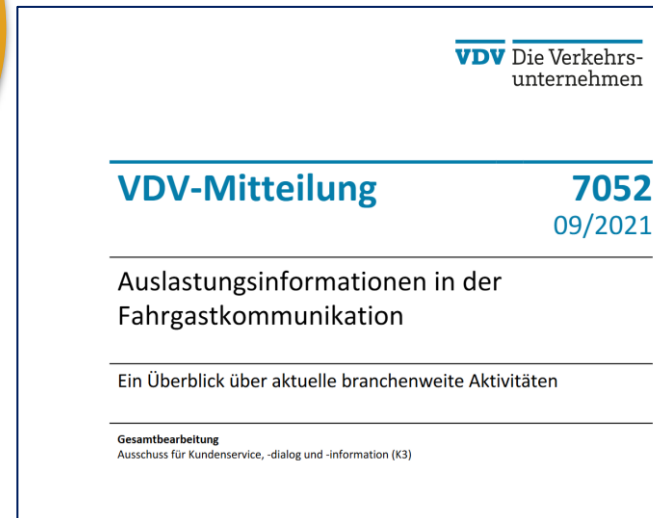 VDV Die Verkehrs-
unternehmen
VDV-Mitteilung 7052
09/2021
Auslastungsinformationen in der
Fahrgastkommunikation
Ein Überblick über aktuelle branchenweite Aktivitäten
Gesamtbearbeitung
Ausschuss für Kundenservice, -dialog und -information (K3)